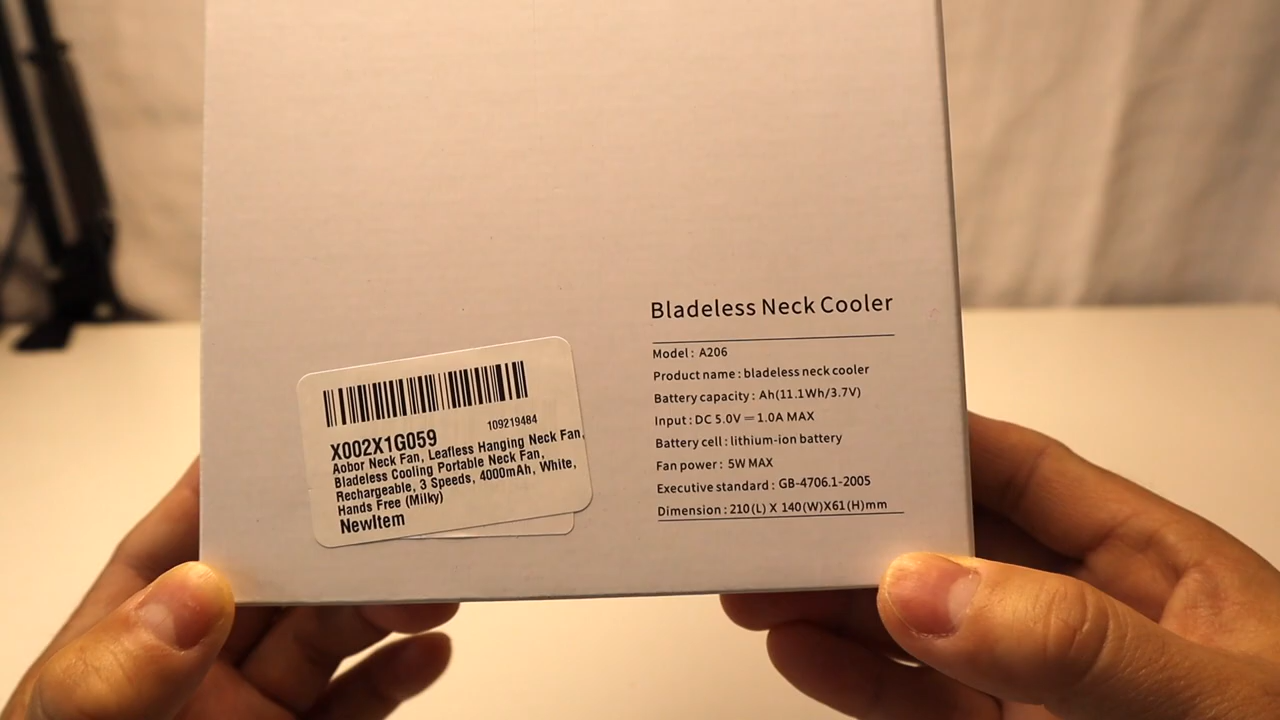 109219484
X002X1G059
Aobor Neck Fan, Leafless Hanging Neck Fan,
Bladeless Cooling Portable Neck Fan,
Rechargeable, 3 Speeds, 4000mAh, White,
Hands Free (Milky)
NewItem
Bladeless Neck Cooler
Model : A206
Product name : bladeless neck cooler
Battery capacity : Ah(11.1Wh/3.7V)
Input : DC 5.0V ⎓ 1.0A MAX
Battery cell : lithium-ion battery
Fan power : 5W MAX
Executive standard : GB-4706.1-2005
Dimension : 210(L) X 140(W)X61(H)mm